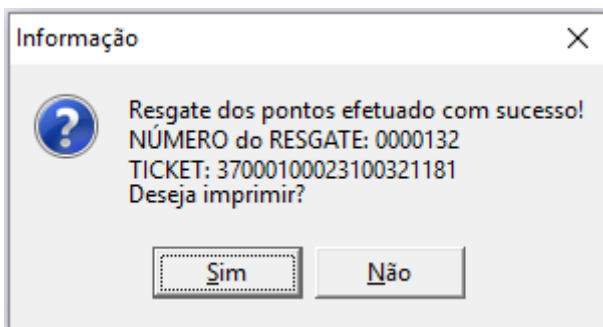 Informação
Resgate dos pontos efetuado com sucesso!
NÚMERO do RESGATE: 0000132
TICKET: 37000100023100321181
Deseja imprimir?
Sim
Não